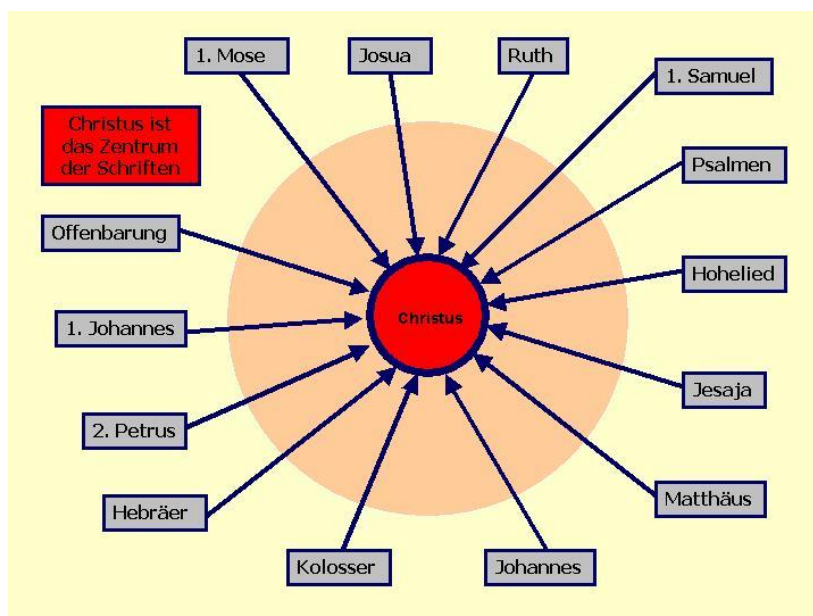 1. Mose
Josua
Ruth
1. Samuel
Christus ist
das Zentrum
der Schriften
Psalmen
Offenbarung
Hohelied
Christus
1. Johannes
Jesaja
2. Petrus
Matthäus
Hebräer
Kolosser
Johannes